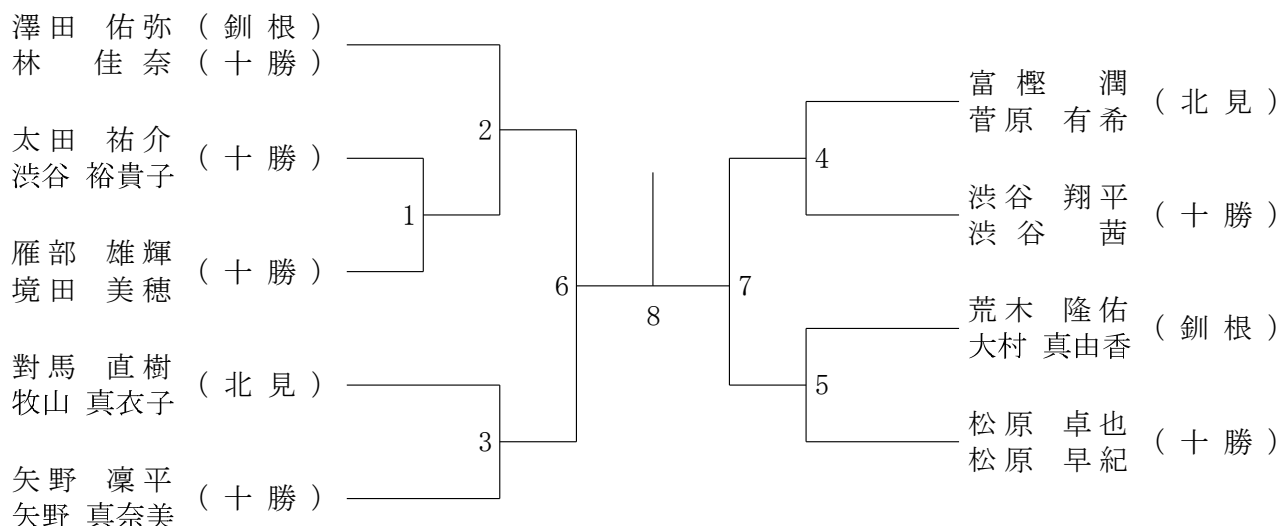 澤田 佑弥 (釧根)
林 佳奈 (十勝)
太田 祐介 (十勝)
渋谷 裕貴子
雁部 雄輝 (十勝)
境田 美穂
對馬 直樹 (北見)
牧山 真衣子
矢野 凜平 (十勝)
矢野 真奈美
2
1
3
6
8
7
4
5
富樫 潤 (北見)
菅原 有希
渋谷 翔平 (十勝)
渋谷 茜
荒木 隆佑 (釧根)
大村 真由香
松原 卓也 (十勝)
松原 早紀